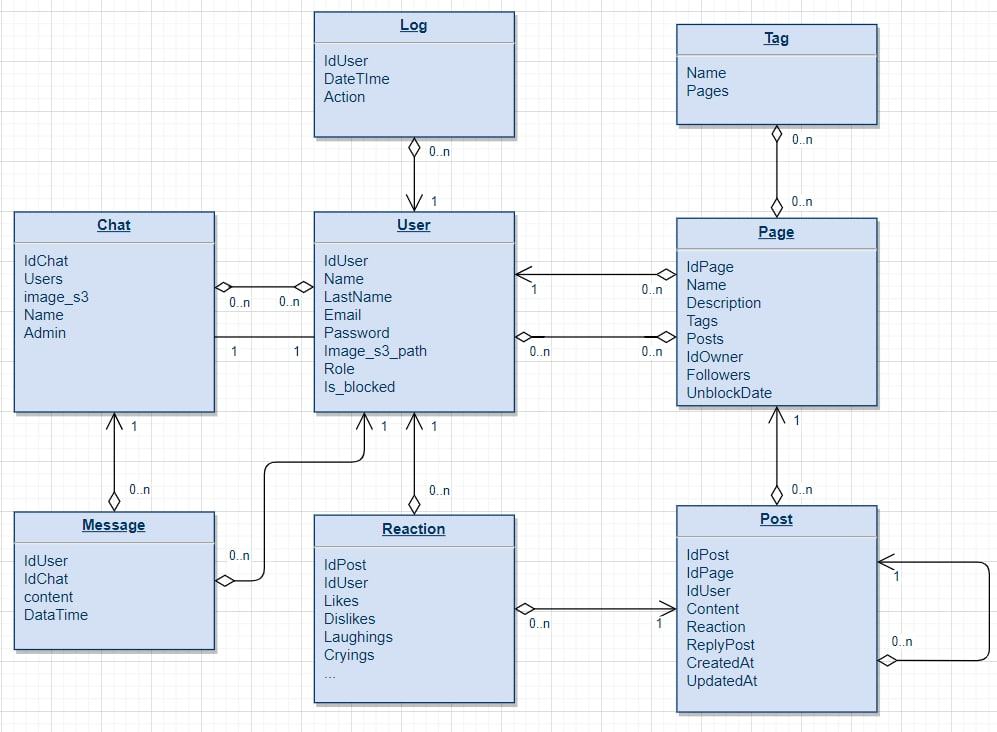 Log
IdUser
DateTIme
Action
0..n
1
Tag
Name
Pages
0..n
0..n
Chat
IdChat
Users
image_s3
Name
Admin
0..n
0..n
1
1
User
IdUser
Name
LastName
Email
Password
Image_s3_path
Role
Is_blocked
1
0..n
0..n
0..n
Page
IdPage
Name
Description
Tags
Posts
IdOwner
Followers
UnblockDate
1
0..n
1
1
0..n
1
0..n
Message
IdUser
IdChat
content
DataTime
0..n
Reaction
IdPost
IdUser
Likes
Dislikes
Laughings
Cryings
...
0..n
1
Post
IdPost
IdPage
IdUser
Content
Reaction
ReplyPost
CreatedAt
UpdatedAt
1
0..n